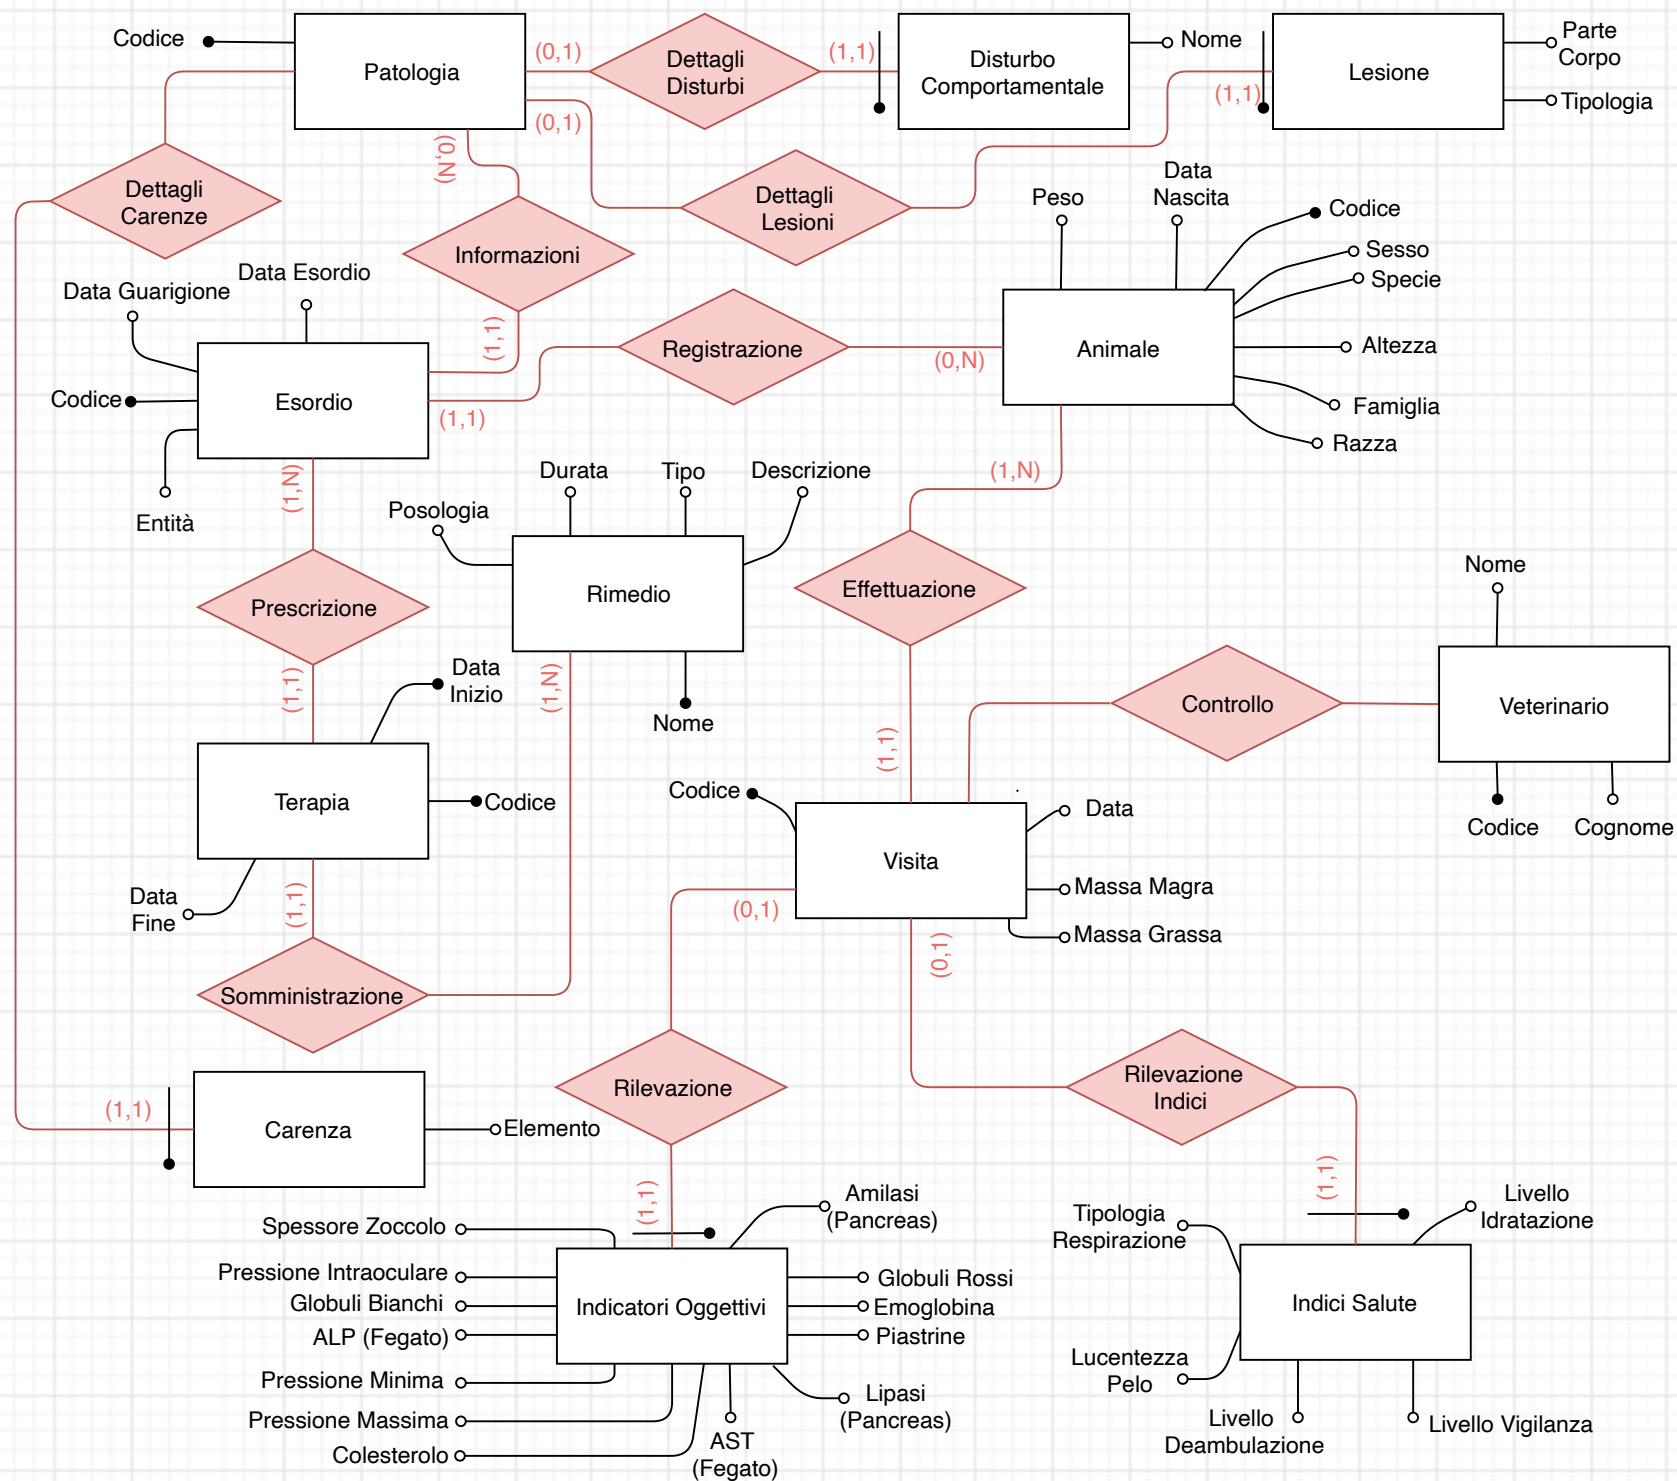 Codice
Patologia
(0,1)
Dettagli
Disturbi
(1,1)
Disturbo
Comportamentale
Nome
Lesione
Parte
Corpo
Tipologia
(1,1)
(0,1)
(0,N)
Dettagli
Carenze
Dettagli
Lesioni
Informazioni
Peso
Data
Nascita
Codice
Sesso
Specie
Altezza
Famiglia
Razza
Animale
Data Esordio
Data Guarigione
Codice
Esordio
Entità
(1,1)
(1,1)
Registrazione
(0,N)
(1,N)
(1,N)
Durata
Tipo
Descrizione
Posologia
Rimedio
Nome
(1,N)
Effettuazione
Prescrizione
(1,1)
Data
Inizio
Terapia
Codice
Data
Fine
(1,1)
Somministrazione
Nome
Controllo
Veterinario
Codice
Cognome
(1,1)
Codice
Visita
Data
Massa Magra
Massa Grassa
(0,1)
(0,1)
Rilevazione
Rilevazione
Indici
(1,1)
Carenza
Elemento
(1,1)
(1,1)
Spessore Zoccolo
Pressione Intraoculare
Globuli Bianchi
ALP (Fegato)
Pressione Minima
Pressione Massima
Colesterolo
Indicatori Oggettivi
Amilasi
(Pancreas)
Globuli Rossi
Emoglobina
Piastrine
Lipasi
(Pancreas)
AST
(Fegato)
Tipologia
Respirazione
Livello
Idratazione
Indici Salute
Lucentezza
Pelo
Livello
Deambulazione
Livello Vigilanza